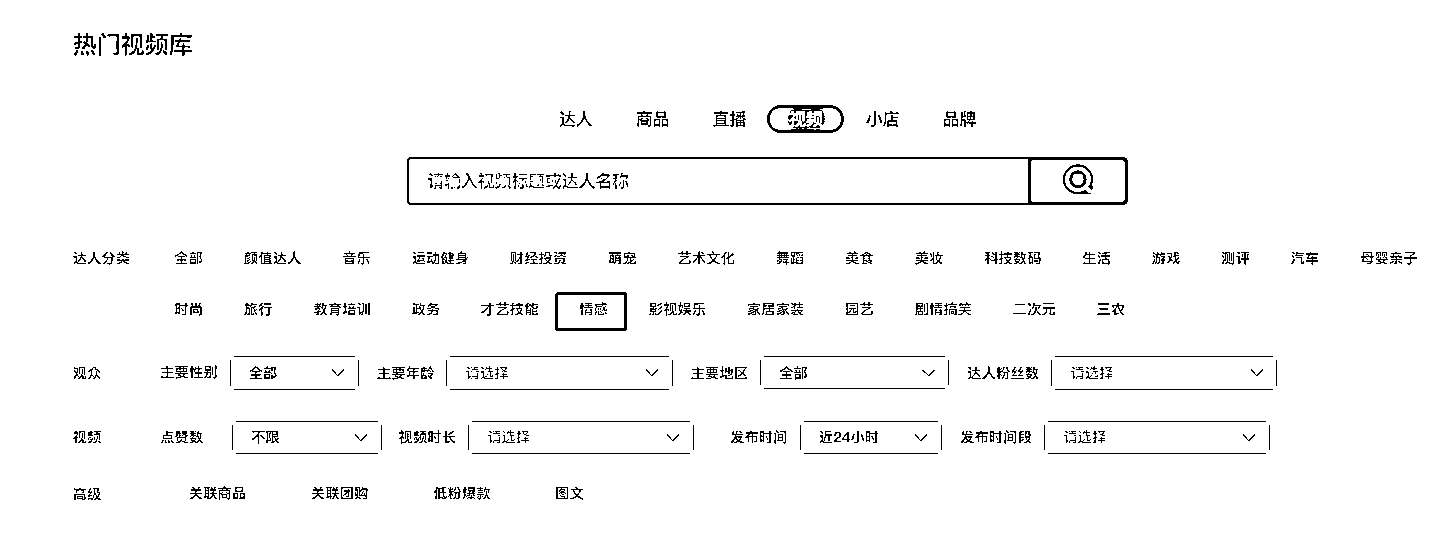 热门视频库
达人 商品 直播 视频 小店 品牌
请输入视频标题或达人名称
达人分类 全部 颜值达人 音乐 运动健身 财经投资 萌宠 艺术文化 舞蹈 美食 美妆 科技数码 生活 游戏 测评 汽车 母婴亲子
时尚 旅行 教育培训 政务 才艺技能 情感 影视娱乐 家居家装 园艺 剧情搞笑 二次元 三农
观众 主要性别 全部 主要年龄 请选择 主要地区 全部 达人粉丝数 请选择
视频 点赞数 不限 视频时长 请选择 发布时间 近24小时 发布时间段 请选择
高级 关联商品 关联团购 低粉爆款 图文